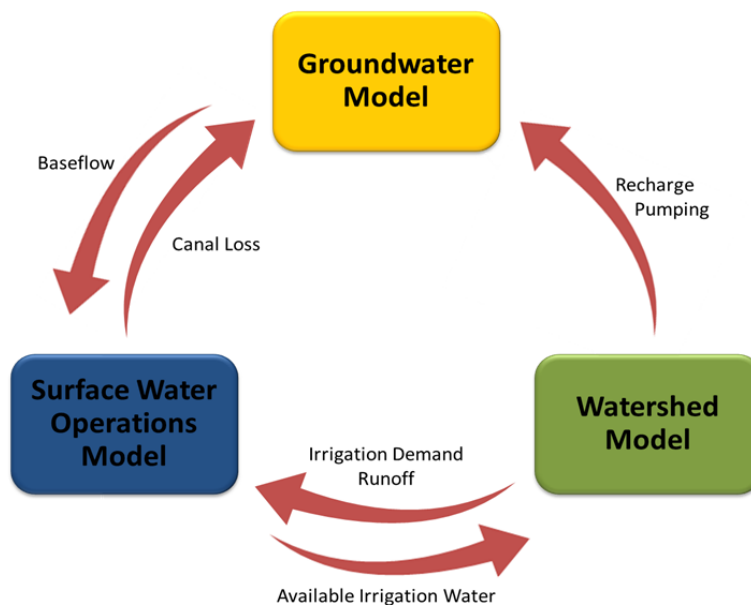 Groundwater
Model
Baseflow
Canal Loss
Recharge
Pumping
Surface Water
Operations
Model
Watershed
Model
Irrigation Demand
Runoff
Available Irrigation Water